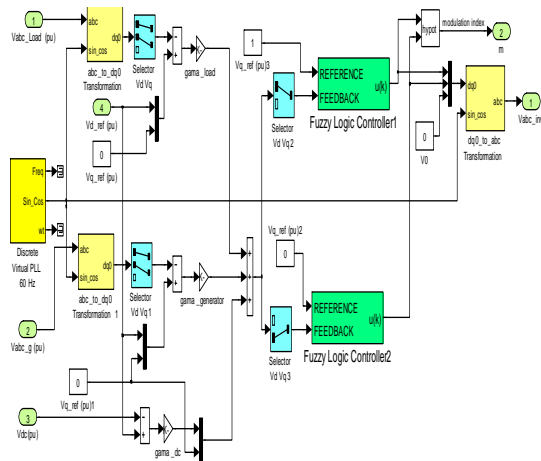 1
Vabc_Load (pu)
abc
sin_cos
dq0
abc_to_dq0
Transformation
Selector
Vd Vq
-
+
K-
gama_load
4
Vd_ref (pu)
0
Vq_ref (pu)
Freq
Sin_Cos
wt
Discrete
Virtual PLL
60 Hz
abc
sin_cos
dq0
abc_to_dq0
Transformation 1
Selector
Vd Vq 1
-
+
K-
gama_generator
2
Vabc_g (pu)
0
Vq_ref (pu)1
3
Vdc(pu)
-
+
K-
gama_dc
+
+
+
Vq_ref (pu)3
1
Selector
Vd Vq2
REFERENCE
FEEDBACK
u(k)
Fuzzy Logic Controller1
Vq_ref (pu)2
0
Selector
Vd Vq 3
REFERENCE
FEEDBACK
u(k)
Fuzzy Logic Controller2
hypot
modulation index
2
m
0
V0
dq0
sin_cos
abc
dq0_to_abc
Transformation
1
Vabc_inv